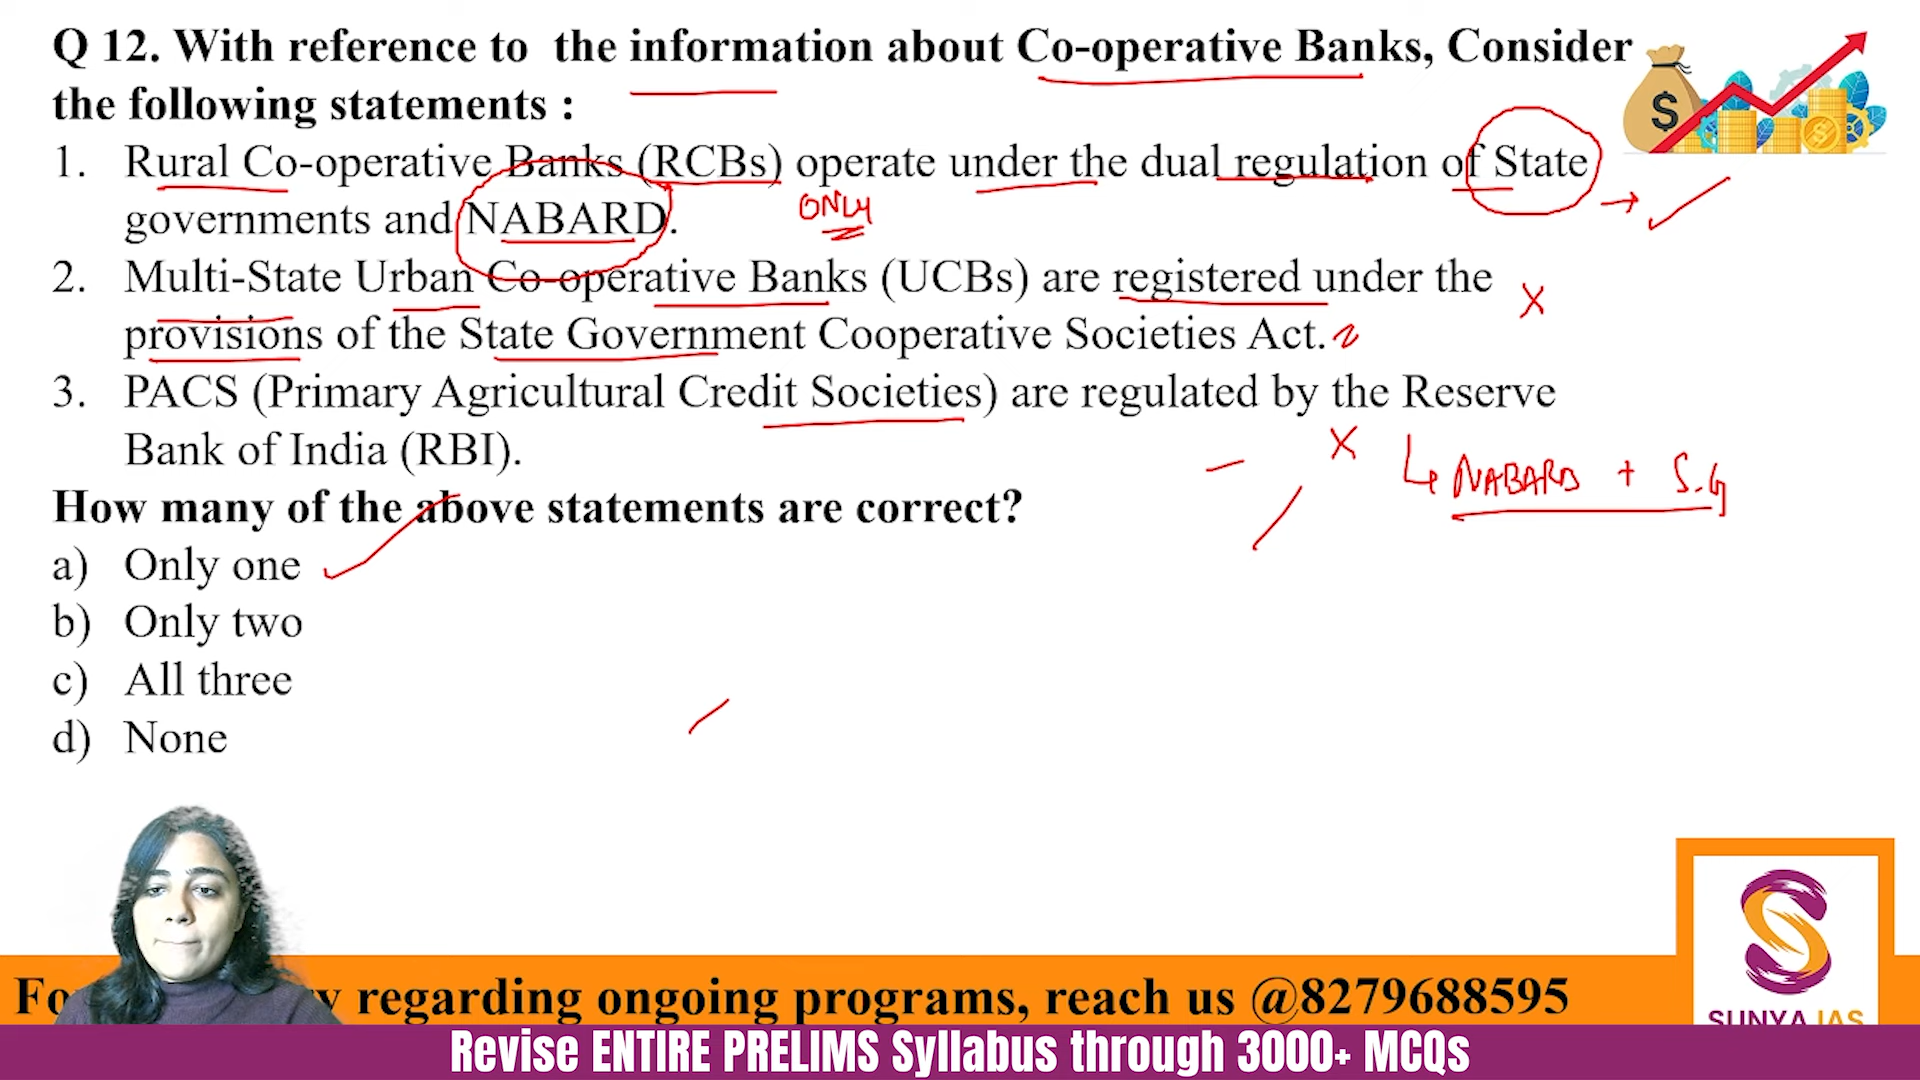 Q 12. With reference to the information about Co-operative Banks, Consider
the following statements :
1. Rural Co-operative Banks (RCBs) operate under the dual regulation of State
governments and NABARD.
ONLY
2. Multi-State Urban Co-operative Banks (UCBs) are registered under the
provisions of the State Government Cooperative Societies Act.
3. PACS (Primary Agricultural Credit Societies) are regulated by the Reserve
Bank of India (RBI).
NABARD + S.G
How many of the above statements are correct?
a) Only one
b) Only two
c) All three
d) None
regarding ongoing programs, reach us @8279688595
SUNYA IAS
Revise ENTIRE PRELIMS Syllabus through 3000+ MCQs